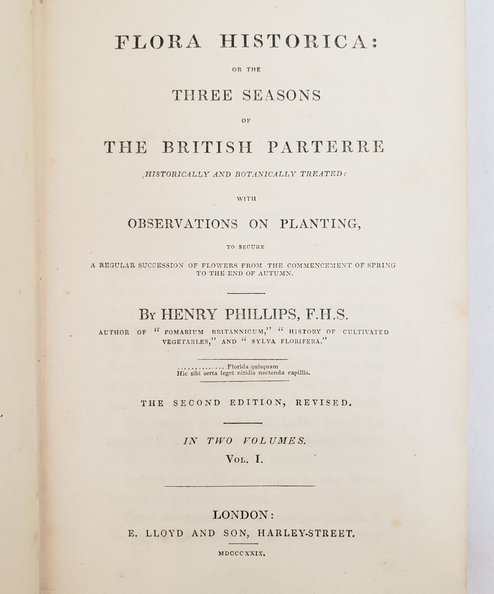 FLORA HISTORICA:
OR THE
THREE SEASONS
OF
THE BRITISH PARTERRE
HISTORICALLY AND BOTANICALLY TREATED:
WITH
OBSERVATIONS ON PLANTING,
TO SECURE
A REGULAR SUCCESSION OF FLOWERS FROM THE COMMENCEMENT OF SPRING
TO THE END OF AUTUMN.
BY HENRY PHILLIPS, F.H.S.
AUTHOR OF “ POMARIUM BRITANNICUM,” “ HISTORY OF CULTIVATED
VEGETABLES,” AND “ SYLVA FLORIFERA.”
. . . . . . . . . . . . . Florida quisquam
Hic sibi serta leget nitidis nectenda capillis.
THE SECOND EDITION, REVISED.
IN TWO VOLUMES.
VOL. I.
LONDON:
E. LLOYD AND SON, HARLEY-STREET.
MDCCCXXIX.